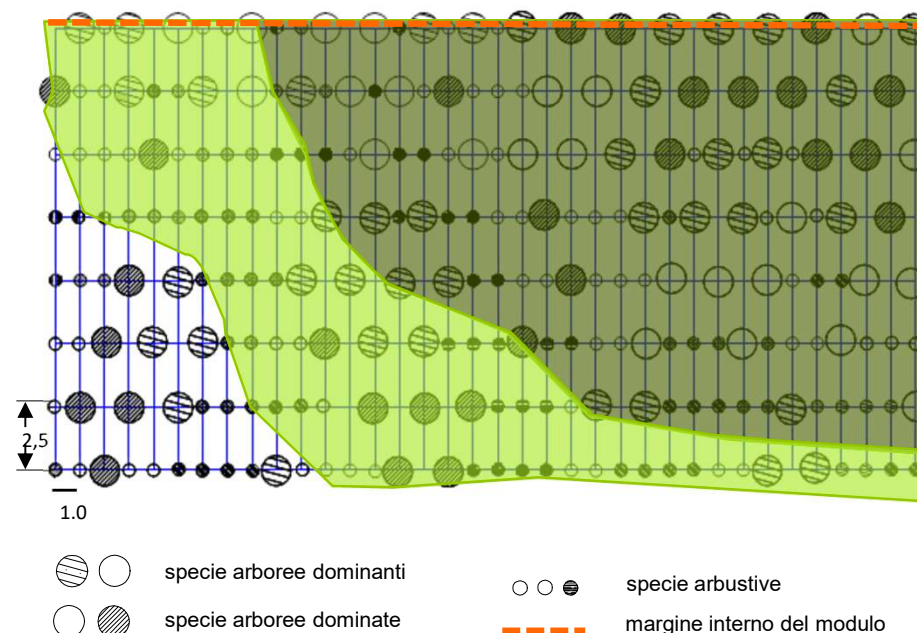 2,5
1.0
specie arboree dominanti
specie arbustive
specie arboree dominate
margine interno del modulo